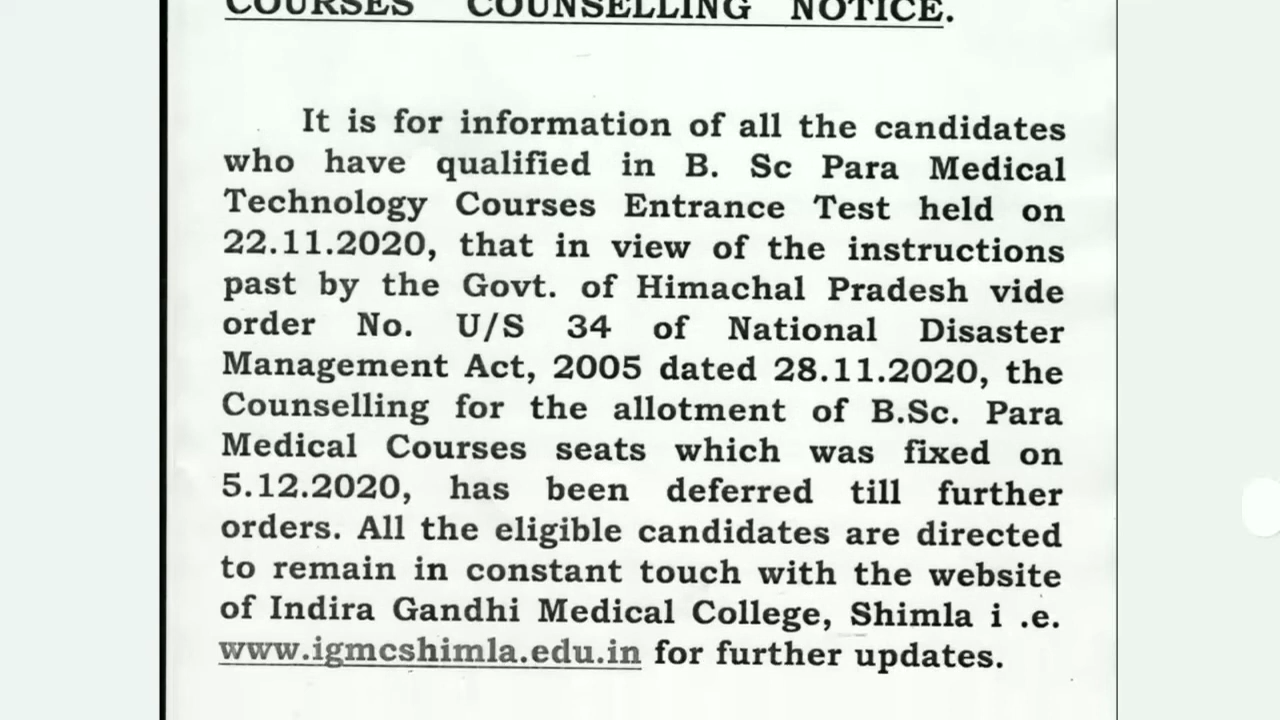 COURSES COUNSELLING NOTICE.
It is for information of all the candidates
who have qualified in B. Sc Para Medical
Technology Courses Entrance Test held on
22.11.2020, that in view of the instructions
past by the Govt. of Himachal Pradesh vide
order No. U/S 34 of National Disaster
Management Act, 2005 dated 28.11.2020, the
Counselling for the allotment of B.Sc. Para
Medical Courses seats which was fixed on
5.12.2020, has been deferred till further
orders. All the eligible candidates are directed
to remain in constant touch with the website
of Indira Gandhi Medical College, Shimla i .e.
www.igmcshimla.edu.in for further updates.